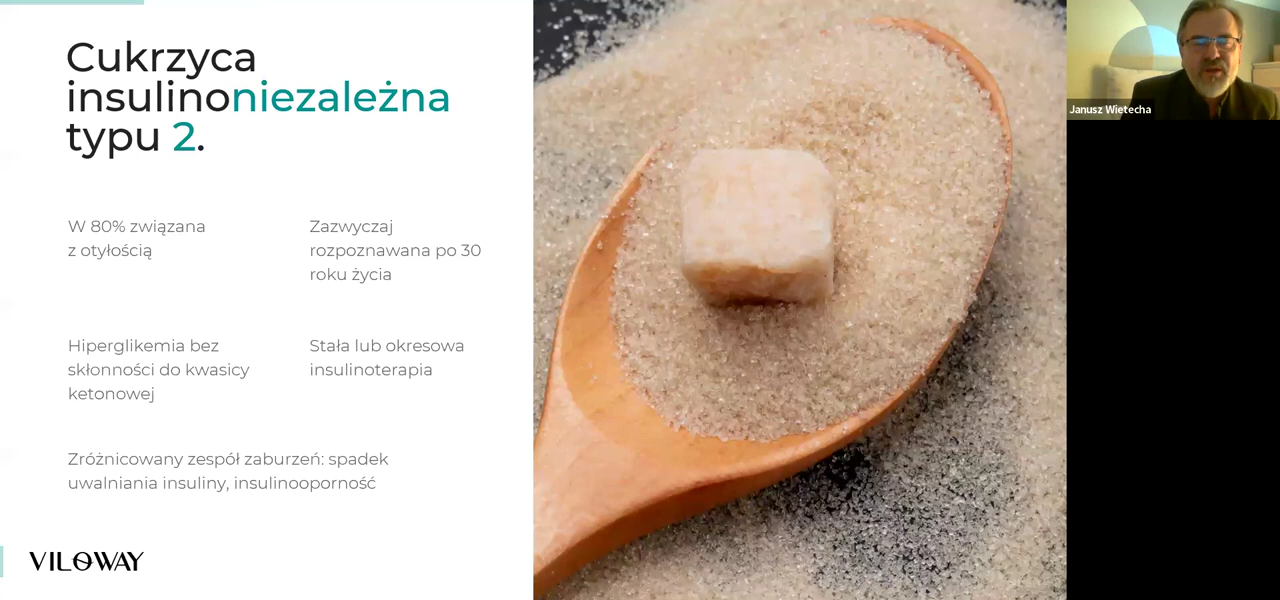 Cukrzyca
insulinoniezależna
typu 2.
W 80% związana
z otyłością
Zazwyczaj
rozpoznawana po 30
roku życia
Hiperglikemia bez
skłonności do kwasicy
ketonowej
Stała lub okresowa
insulinoterapia
Zróżnicowany zespół zaburzeń: spadek
uwalniania insuliny, insulinooporność
VILOWAY
Janusz Wietecha